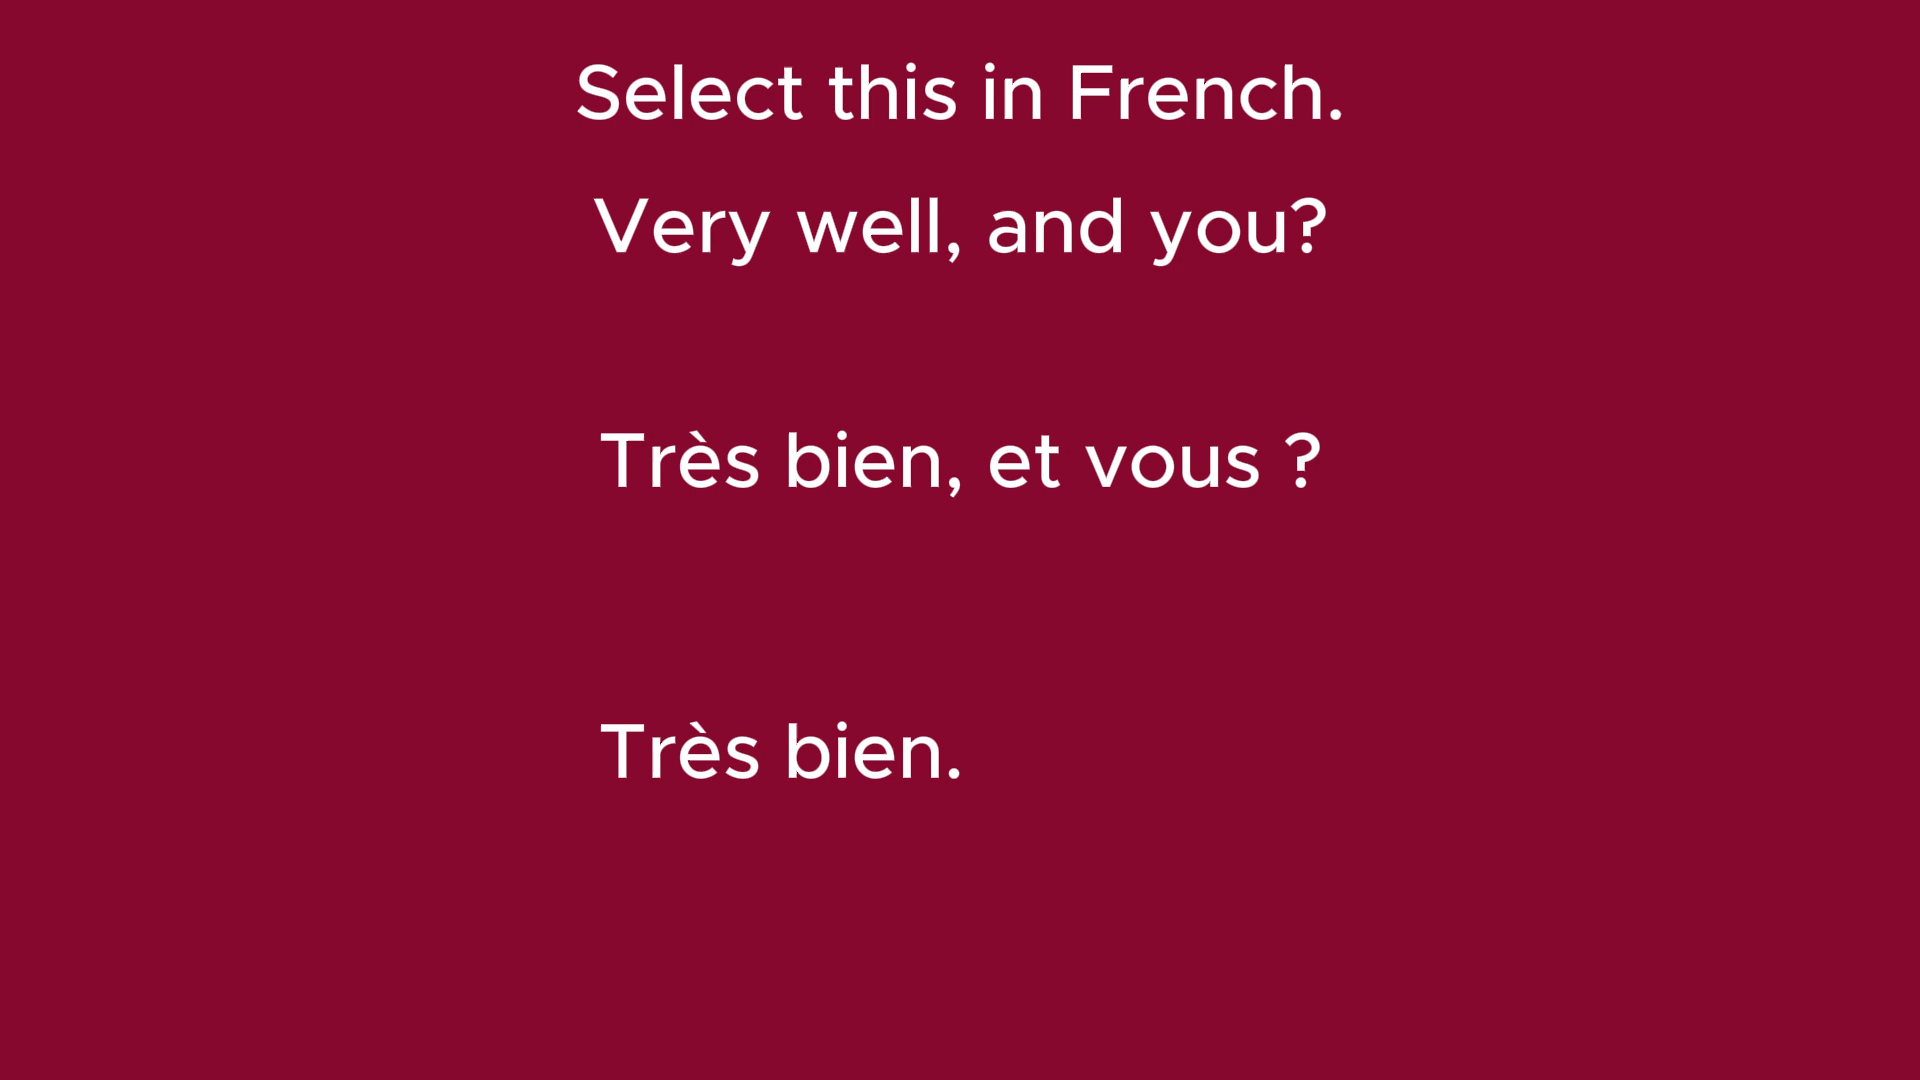 Select this in French.
Very well, and you?
Très bien, et vous ?
Très bien.